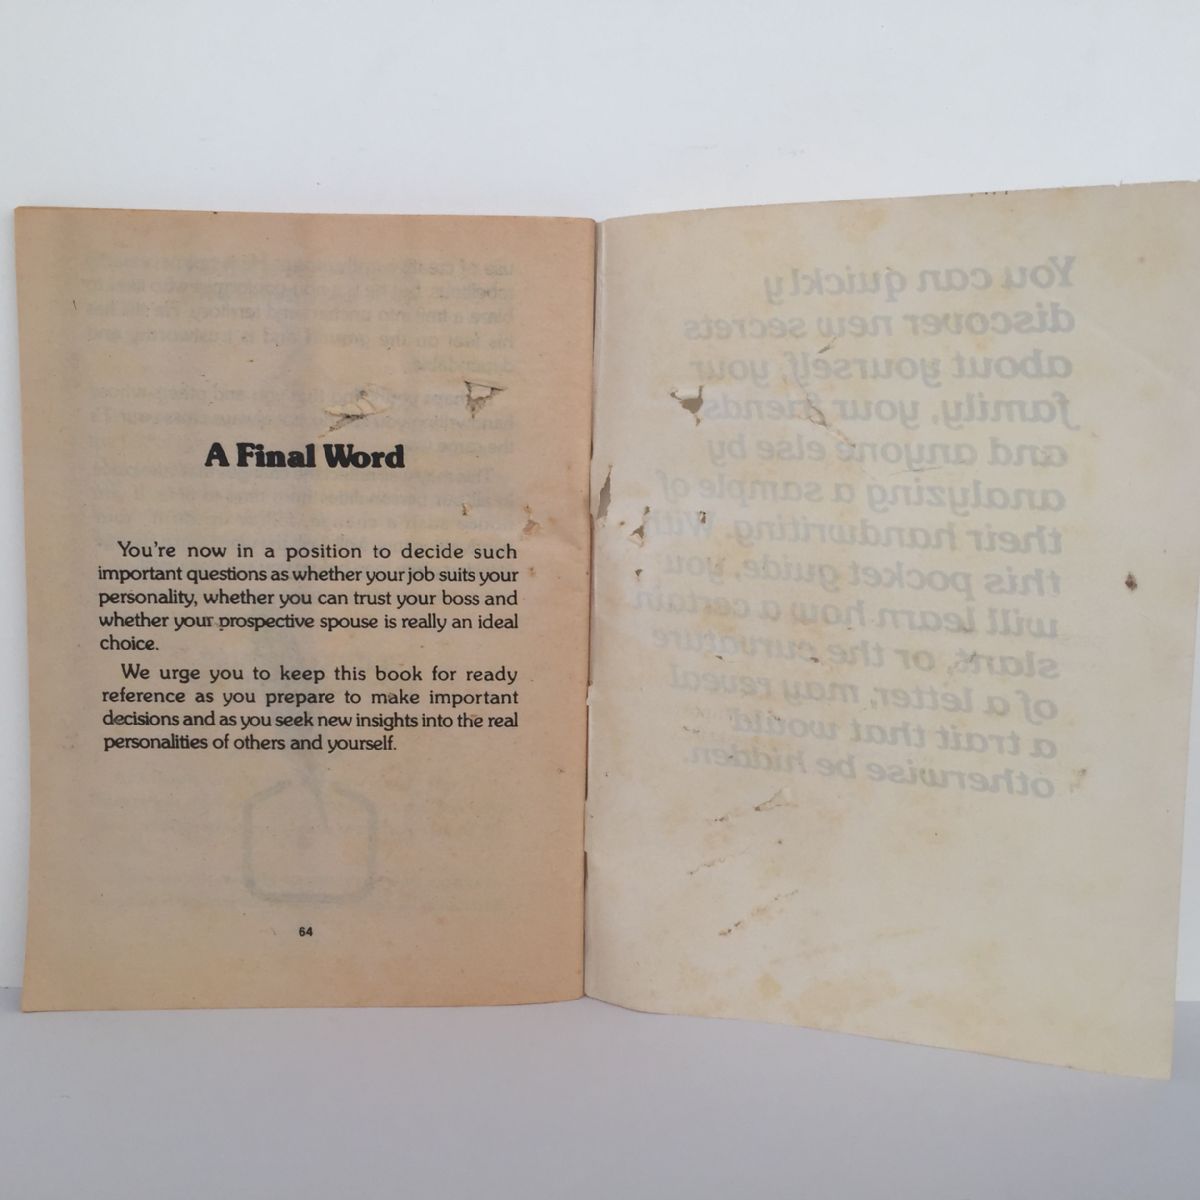 A Final Word
You're now in a position to decide such
important questions as whether your job suits your
personality, whether you can trust your boss and
whether your prospective spouse is really an ideal
choice.
We urge you to keep this book for ready
reference as you prepare to make important
decisions and as you seek new insights into the real
personalities of others and yourself.
64
You can quickly
discover new secrets
about yourself, your
family, your friends
and anyone else by
analyzing a sample of
their handwriting. With
this pocket guide, you
will learn how a certain
slant, or the curvature
of a letter, may reveal
a trait that would
otherwise be hidden.